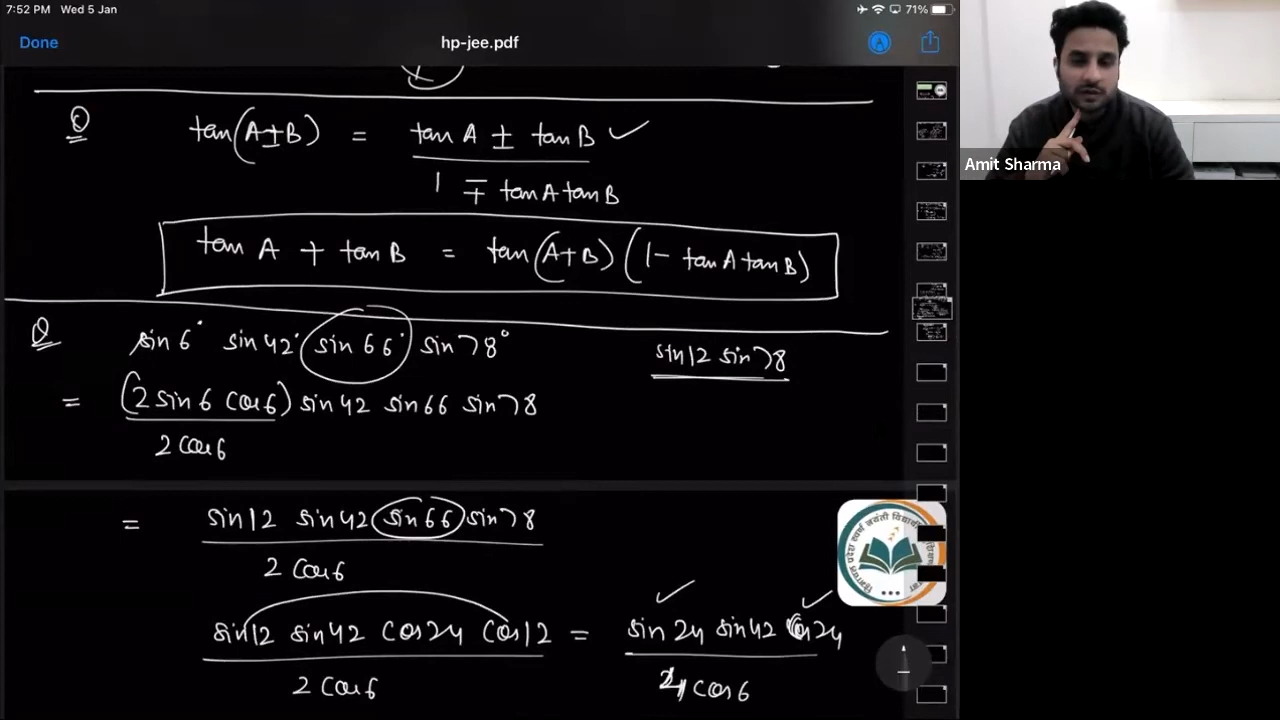 7:52 PM Wed 5 Jan 71%
Done hp-jee.pdf
Q tan(A±B) = tan A ± tan B
1 ∓ tan A tan B
tan A + tan B = tan(A+B) (1 - tan A tan B)
Q sin 6° sin 42° sin 66° sin 78° sin 12 sin 78
= (2 sin 6 cos 6) sin 42 sin 66 sin 78
2 cos 6
= sin 12 sin 42 sin 66 sin 78
2 cos 6
sin 12 sin 42 cos 24 cos 12 = sin 24 sin 42 cos 24
2 cos 6 4 cos 6
Amit Sharma